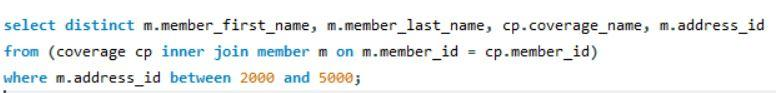 select distinct m.member_first_name, m.member_last_name, cp.coverage_name, m.address_id
from (coverage cp inner join member m on m.member_id = cp.member_id)
where m.address_id between 2000 and 5000;